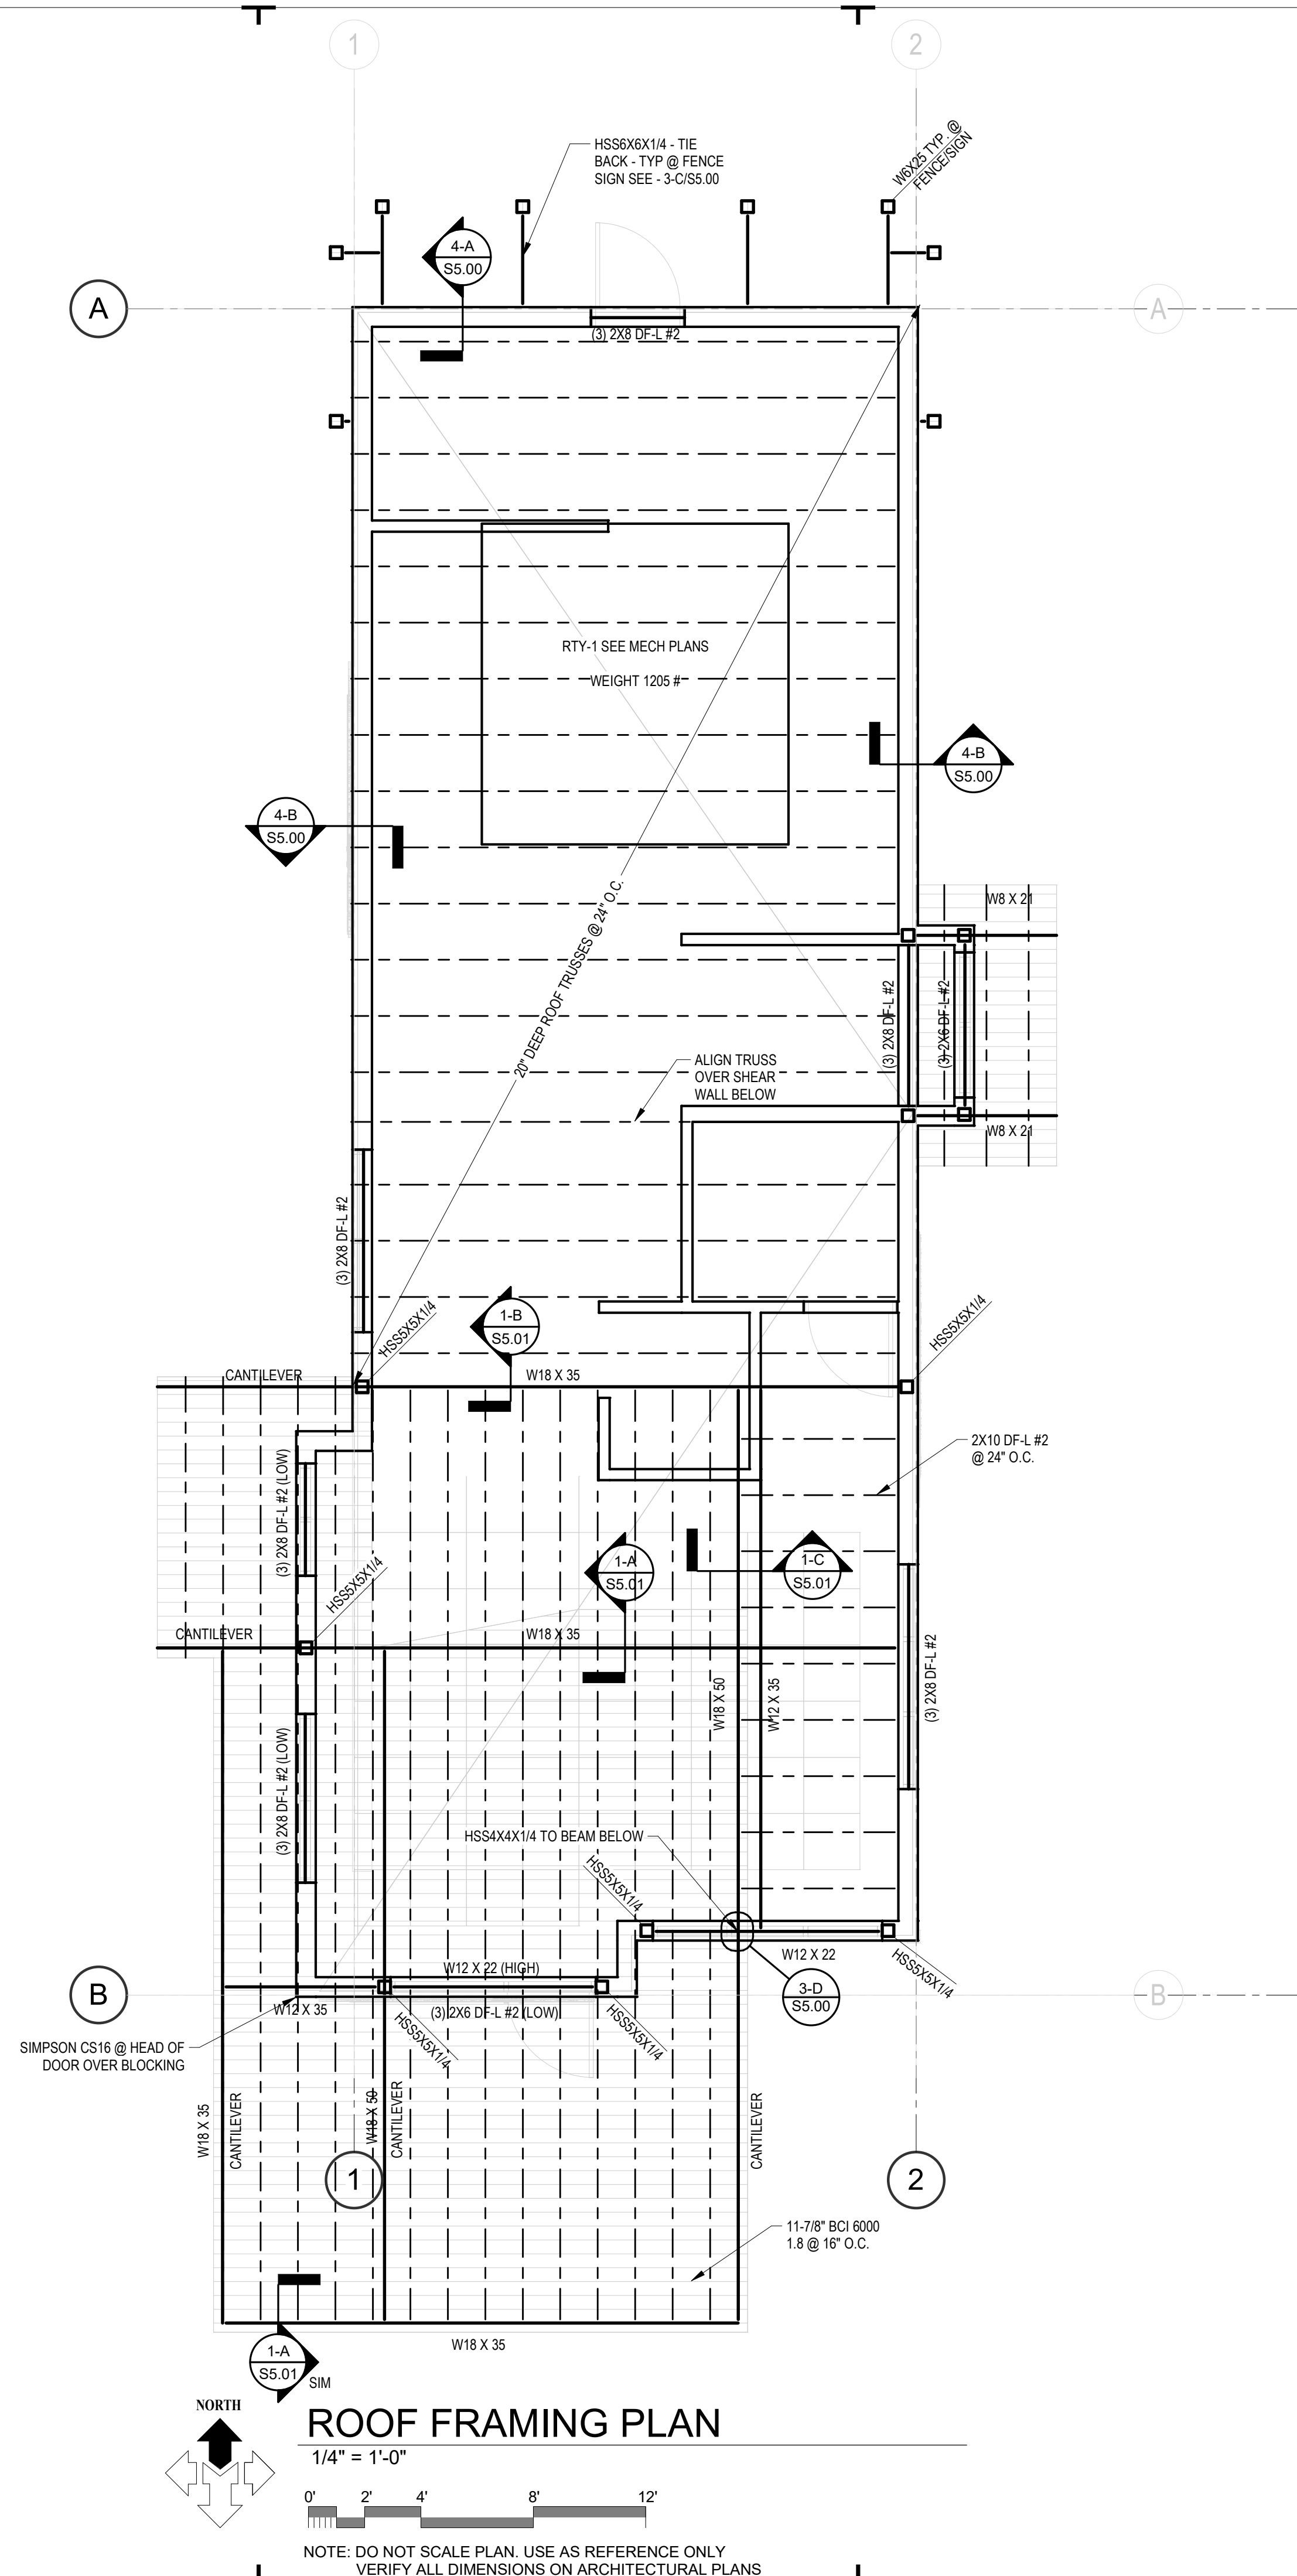 1
2
HSS6X6X1/4 - TIE
BACK - TYP @ FENCE
SIGN SEE - 3-C/S5.00
W6X25 TYP. @
FENCE/SIGN
4-A
S5.00
A
A
(3) 2X8 DF-L #2
RTY-1 SEE MECH PLANS
WEIGHT 1205 #
4-B
S5.00
4-B
S5.00
20" DEEP ROOF TRUSSES @ 24" O.C.
W8 X 21
(3) 2X8 DF-L #2
(3) 2X6 DF-L #2
ALIGN TRUSS
OVER SHEAR
WALL BELOW
W8 X 21
(3) 2X8 DF-L #2
HSS5X5X1/4
1-B
S5.01
HSS5X5X1/4
CANTILEVER
W18 X 35
2X10 DF-L #2
@ 24" O.C.
(3) 2X8 DF-L #2 (LOW)
1-A
S5.01
1-C
S5.01
HSS5X5X1/4
CANTILEVER
W18 X 35
(3) 2X8 DF-L #2
W18 X 50
W12 X 35
(3) 2X8 DF-L #2 (LOW)
HSS4X4X1/4 TO BEAM BELOW
HSS5X5X1/4
W12 X 22
HSS5X5X1/4
W12 X 22 (HIGH)
B
B
3-D
S5.00
W12 X 35
(3) 2X6 DF-L #2 (LOW)
HSS5X5X1/4
HSS5X5X1/4
SIMPSON CS16 @ HEAD OF
DOOR OVER BLOCKING
W18 X 35
CANTILEVER
W18 X 50
CANTILEVER
CANTILEVER
1
2
11-7/8" BCI 6000
1.8 @ 16" O.C.
W18 X 35
1-A
S5.01
SIM
NORTH
ROOF FRAMING PLAN
1/4" = 1'-0"
0' 2' 4' 8' 12'
NOTE: DO NOT SCALE PLAN. USE AS REFERENCE ONLY
VERIFY ALL DIMENSIONS ON ARCHITECTURAL PLANS